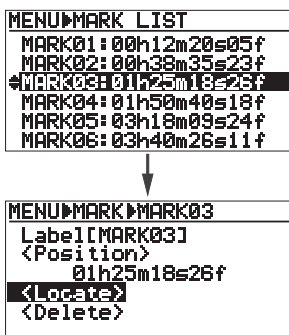 MENU▶MARK LIST
MARK01:00h12m20s05f
MARK02:00h38m35s23f
MARK03:01h25m18s26f
MARK04:01h50m40s18f
MARK05:03h18m09s24f
MARK06:03h40m26s11f
MENU▶MARK▶MARK03
Label[MARK03]
<Position>
01h25m18s26f
<Locate>
<Delete>